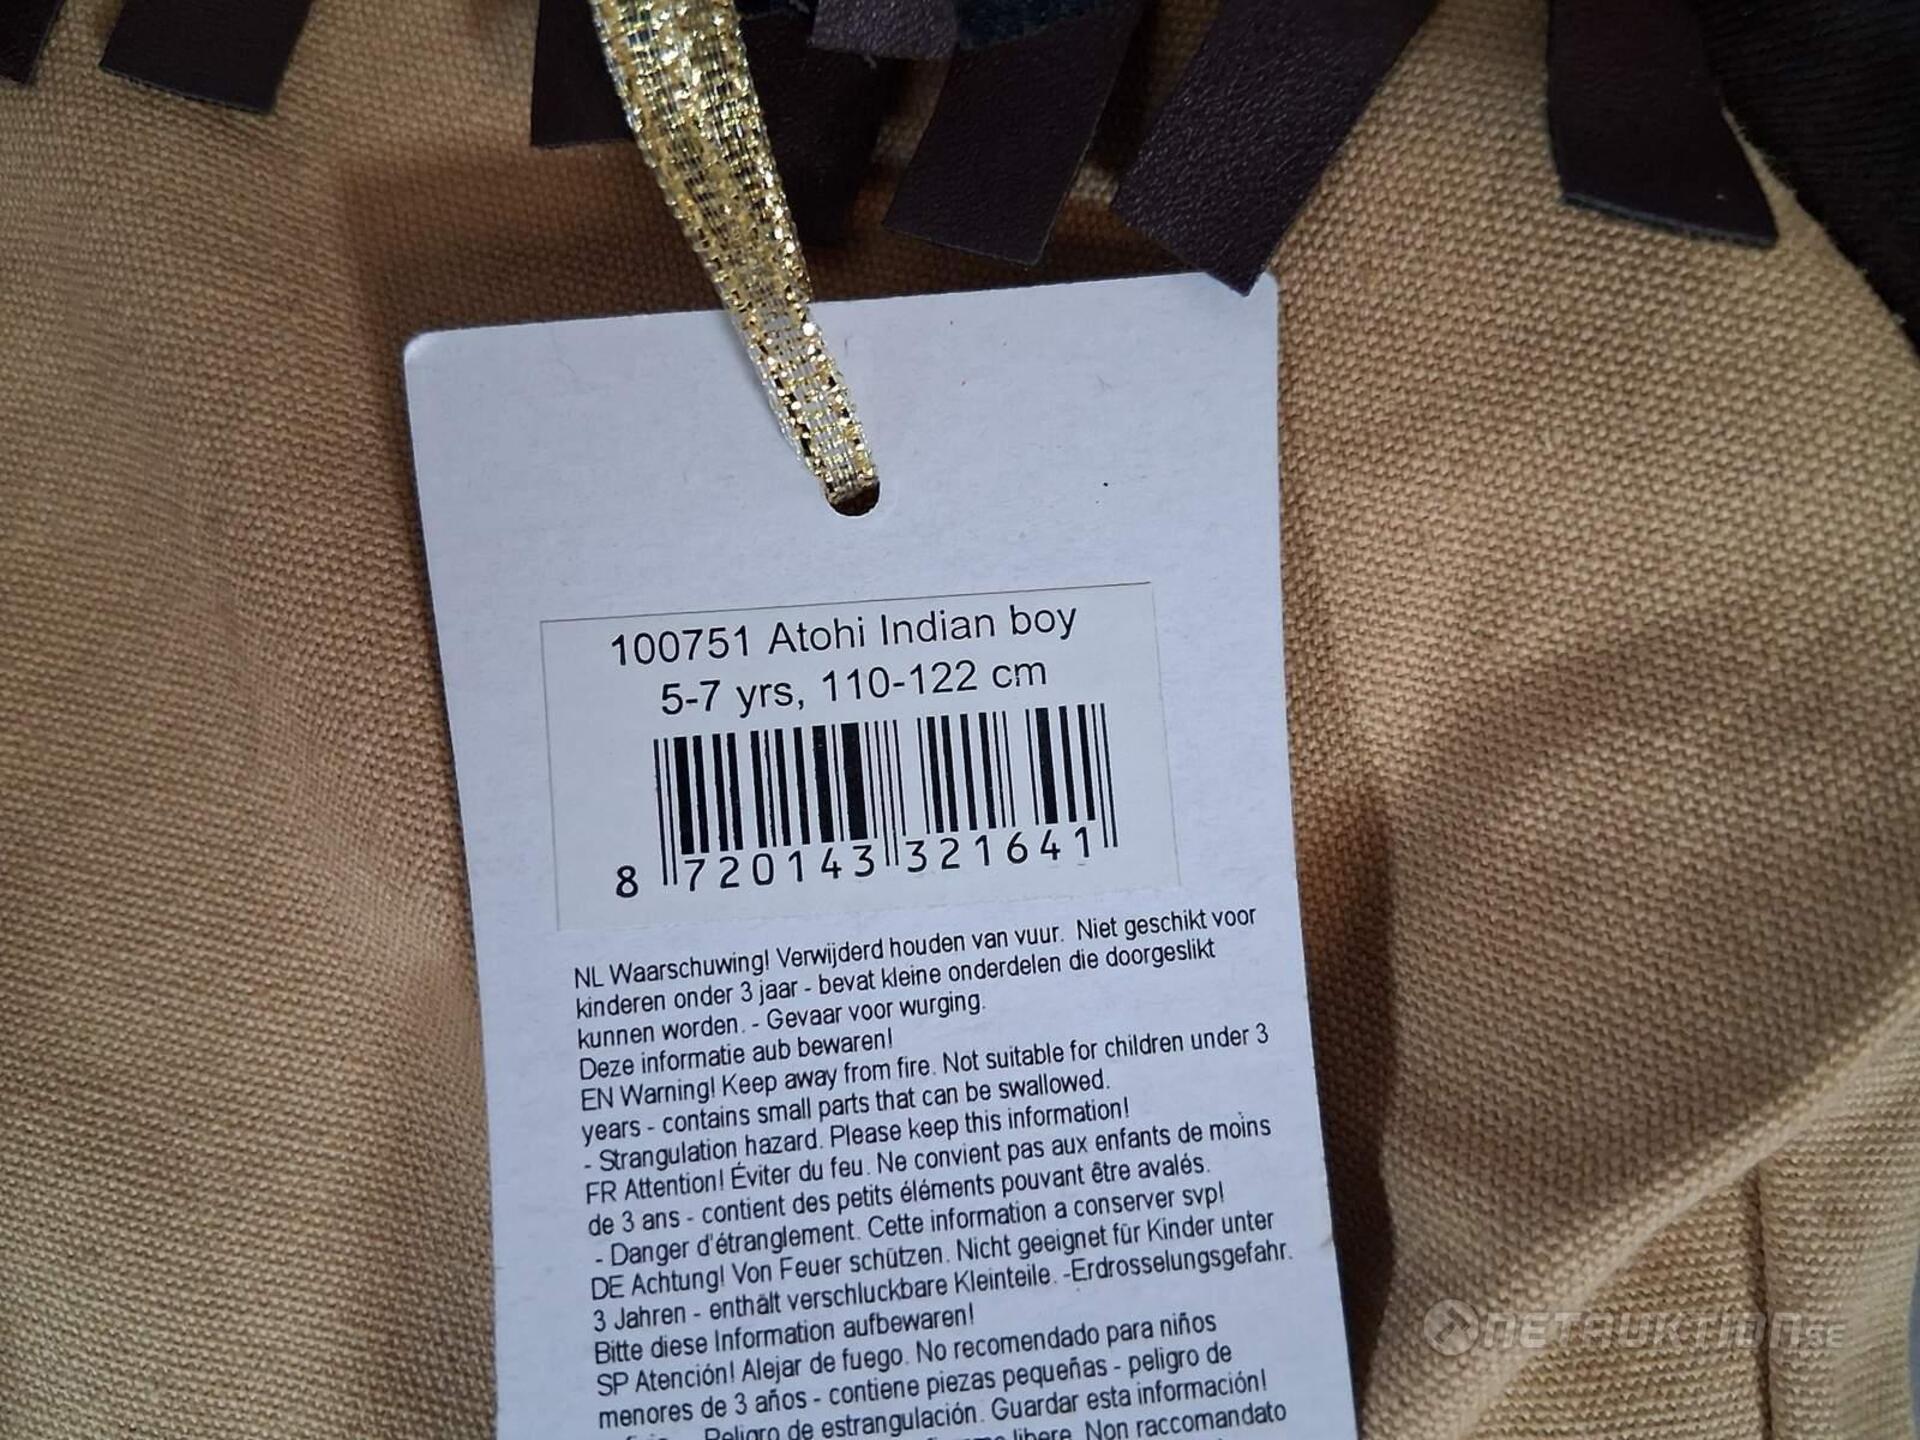 100751 Atohi Indian boy
5-7 yrs, 110-122 cm
8 720143 321641
NL Waarschuwing! Verwijderd houden van vuur. Niet geschikt voor
kinderen onder 3 jaar - bevat kleine onderdelen die doorgeslikt
kunnen worden. - Gevaar voor wurging.
Deze informatie aub bewaren!
EN Warning! Keep away from fire. Not suitable for children under 3
years - contains small parts that can be swallowed.
- Strangulation hazard. Please keep this information!
FR Attention! Éviter du feu. Ne convient pas aux enfants de moins
de 3 ans - contient des petits éléments pouvant être avalés.
- Danger d'étranglement. Cette information a conserver svp!
DE Achtung! Von Feuer schützen. Nicht geeignet für Kinder unter
3 Jahren - enthält verschluckbare Kleinteile. -Erdrosselungsgefahr.
Bitte diese Information aufbewaren!
SP Atención! Alejar de fuego. No recomendado para niños
menores de 3 años - contiene piezas pequeñas - peligro de
Peligro de estrangulación. Guardar esta información!
libere. Non raccomandato
NETAUKTION.SE